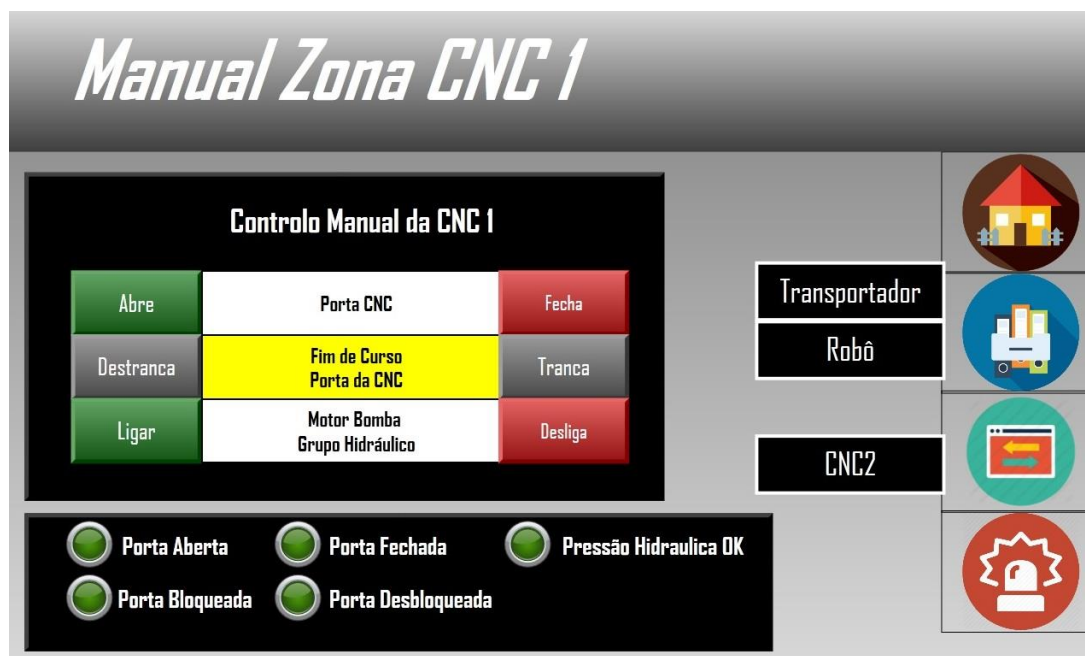 Manual Zona CNC 1
Controlo Manual da CNC 1
Abre
Porta CNC
Fecha
Destranca
Fim de Curso
Porta da CNC
Tranca
Ligar
Motor Bomba
Grupo Hidráulico
Desliga
Transportador
Robô
CNC2
Porta Aberta
Porta Fechada
Pressão Hidraulica OK
Porta Bloqueada
Porta Desbloqueada